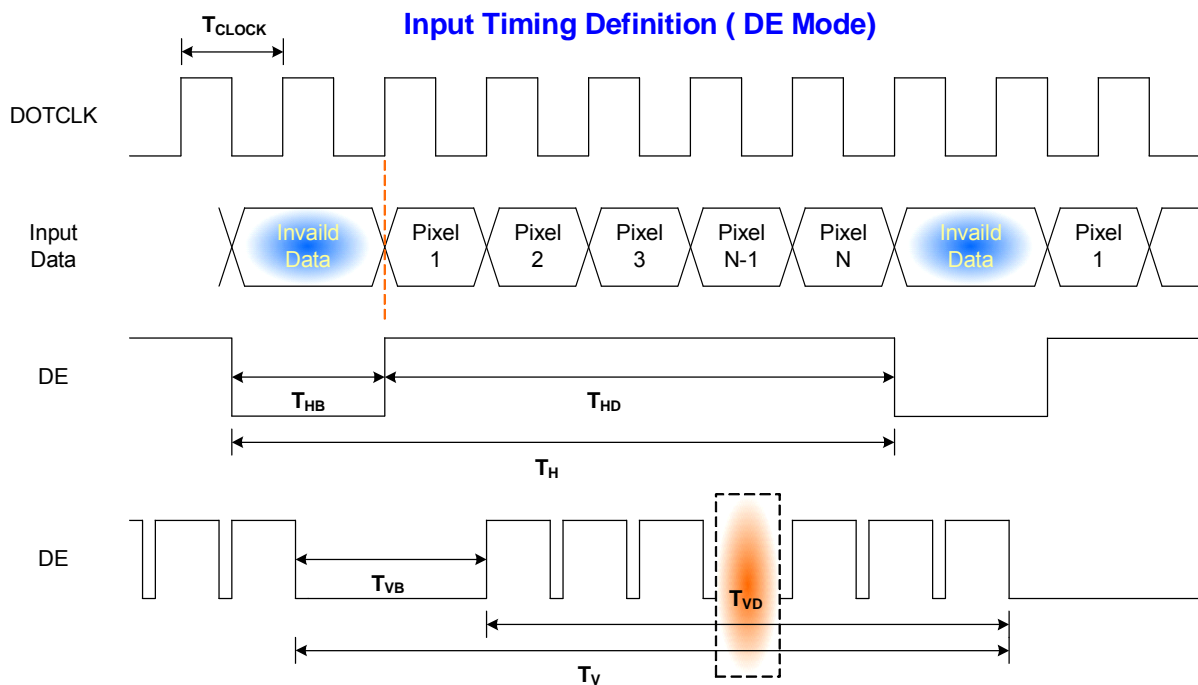 Input Timing Definition ( DE Mode)
TCLOCK
DOTCLK
Input
Data
Invaild
Data
Pixel
1
Pixel
2
Pixel
3
Pixel
N-1
Pixel
N
Invaild
Data
Pixel
1
DE
THB
THD
TH
DE
TVB
TVD
TV